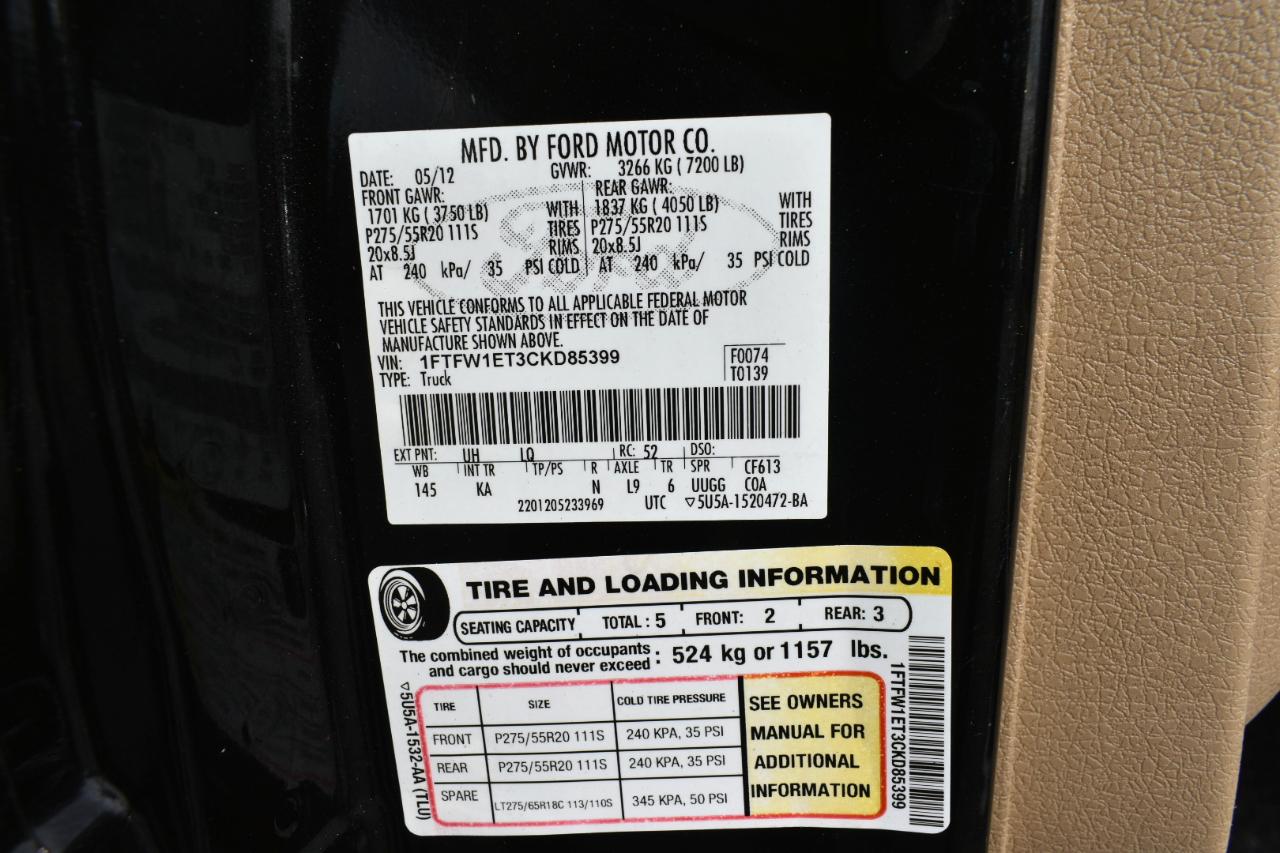 MFD. BY FORD MOTOR CO.
DATE: 05/12 GVWR: 3266 KG ( 7200 LB)
FRONT GAWR: REAR GAWR:
1701 KG ( 3750 LB) WITH 1837 KG ( 4050 LB) WITH
P275/55R20 111S TIRES P275/55R20 111S TIRES
20x8.5J RIMS 20x8.5J RIMS
AT 240 kPa/ 35 PSI COLD AT 240 kPa/ 35 PSI COLD
Ford
THIS VEHICLE CONFORMS TO ALL APPLICABLE FEDERAL MOTOR
VEHICLE SAFETY STANDARDS IN EFFECT ON THE DATE OF
MANUFACTURE SHOWN ABOVE.
VIN: 1FTFW1ET3CKD85399 F0074
TYPE: Truck T0139
EXT PNT: UH LQ RC: 52 DSO:
WB INT TR TP/PS R AXLE TR SPR CF613
145 KA N L9 6 UUGG COA
2201205233969 UTC ▽5U5A-1520472-BA
TIRE AND LOADING INFORMATION
SEATING CAPACITY TOTAL : 5 FRONT: 2 REAR: 3
The combined weight of occupants
and cargo should never exceed : 524 kg or 1157 lbs.
TIRE SIZE COLD TIRE PRESSURE
FRONT P275/55R20 111S 240 KPA, 35 PSI
REAR P275/55R20 111S 240 KPA, 35 PSI
SPARE LT275/65R18C 113/110S 345 KPA, 50 PSI
SEE OWNERS
MANUAL FOR
ADDITIONAL
INFORMATION
▽5U5A-1532-AA (TLU)
1FTFW1ET3CKD85399